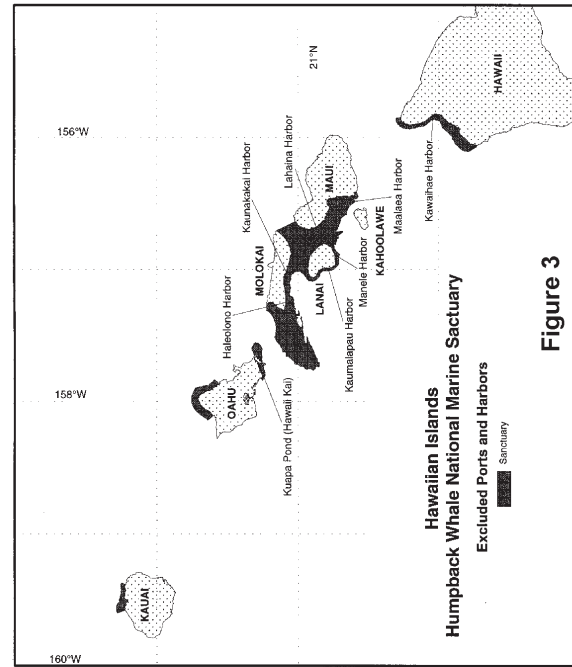 160°W
158°W
156°W
21°N
KAUAI
OAHU
Kuapa Pond (Hawaii Kai)
Haleolono Harbor
MOLOKAI
Kaunakakai Harbor
Lahaina Harbor
MAUI
LANAI
Kaumalapau Harbor
Manele Harbor
KAHOOLAWE
Maalaea Harbor
Kawaihae Harbor
HAWAII
Hawaiian Islands
Humpback Whale National Marine Sactuary
Excluded Ports and Harbors
Sanctuary
Figure 3